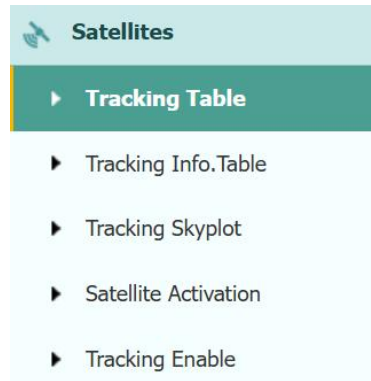 Satellites
Tracking Table
Tracking Info.Table
Tracking Skyplot
Satellite Activation
Tracking Enable